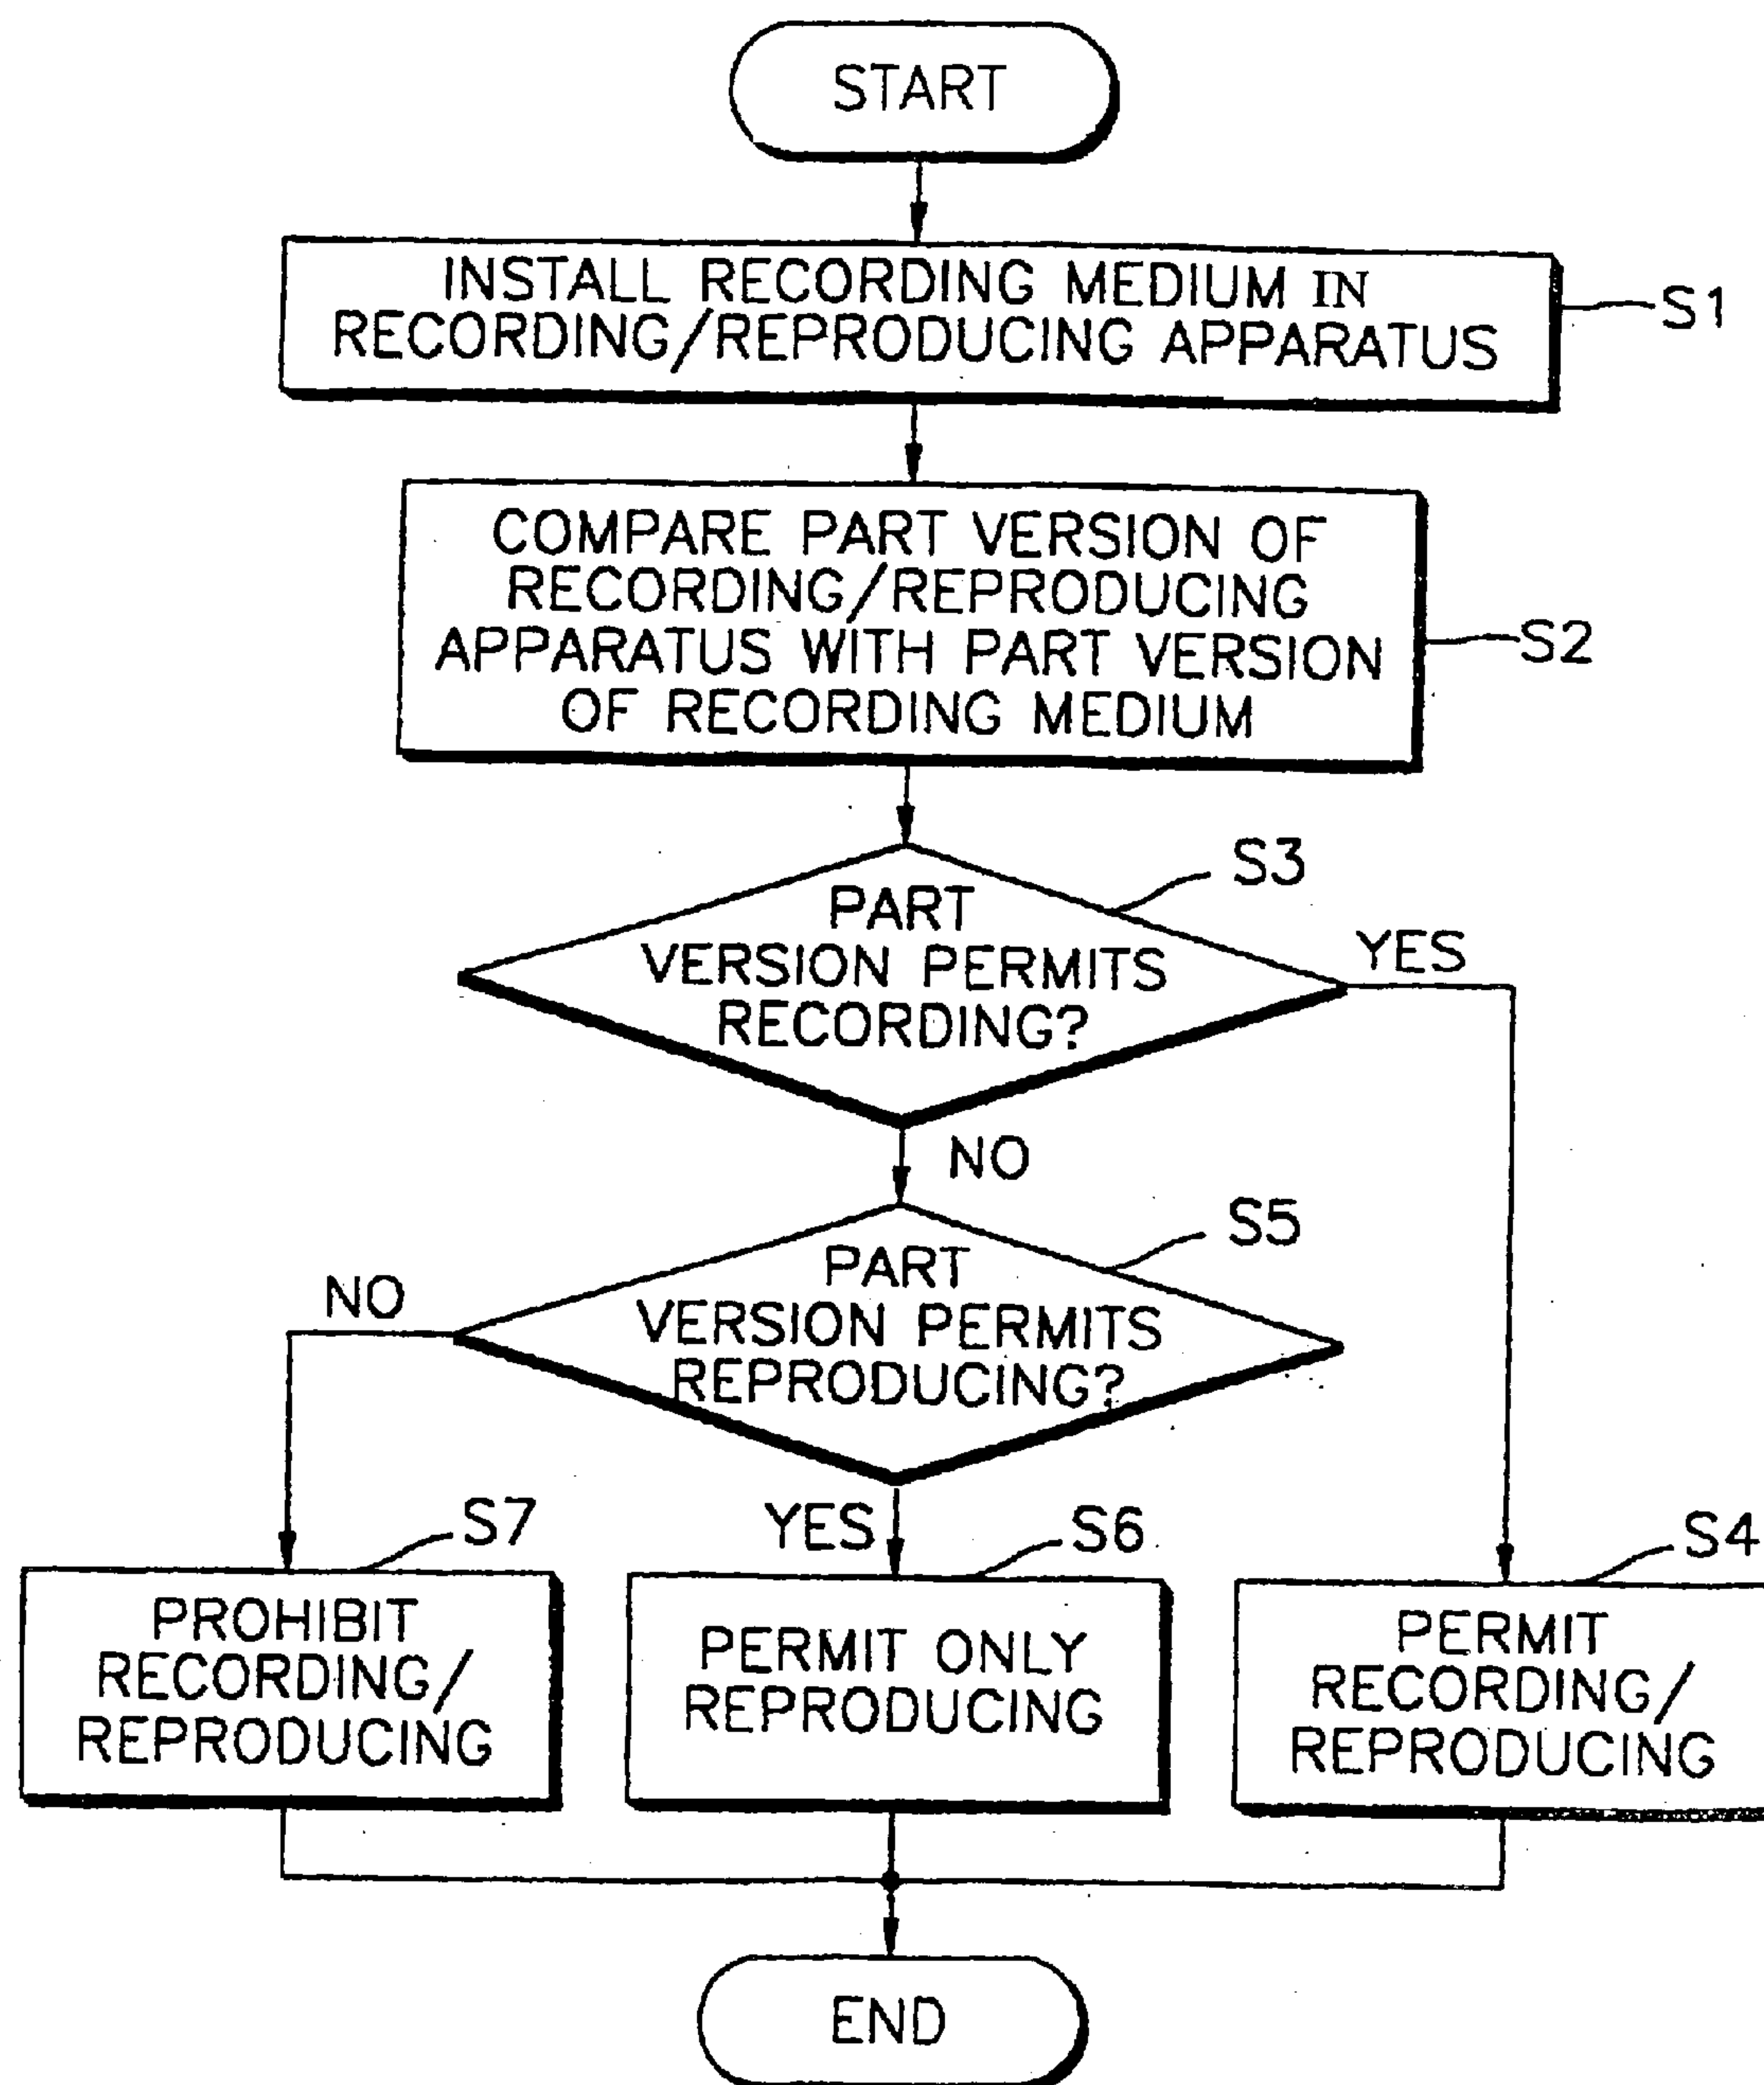 START
INSTALL RECORDING MEDIUM IN
RECORDING/REPRODUCING APPARATUS
S1
COMPARE PART VERSION OF
RECORDING/REPRODUCING
APPARATUS WITH PART VERSION
OF RECORDING MEDIUM
S2
S3
PART
VERSION PERMITS
RECORDING?
YES
NO
S5
PART
VERSION PERMITS
REPRODUCING?
NO
YES
S7
PROHIBIT
RECORDING/
REPRODUCING
S6
PERMIT ONLY
REPRODUCING
S4
PERMIT
RECORDING/
REPRODUCING
END